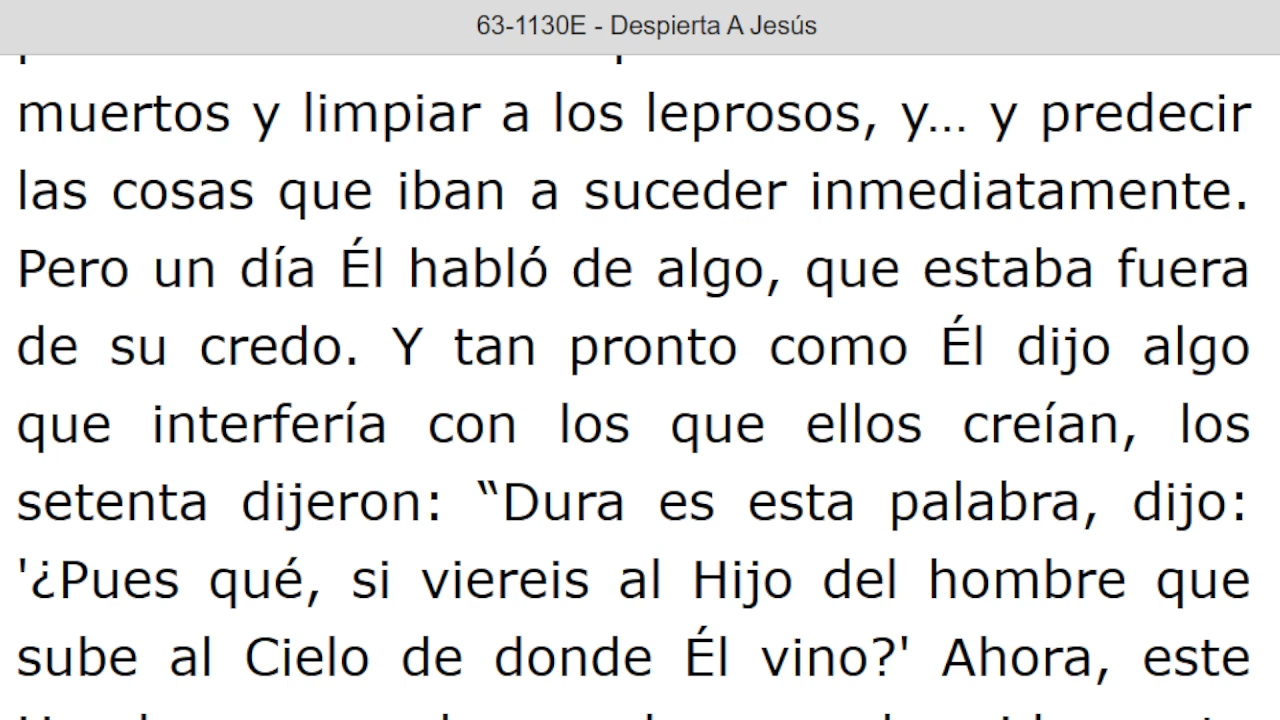 63-1130E - Despierta A Jesús
muertos y limpiar a los leprosos, y... y predecir
las cosas que iban a suceder inmediatamente.
Pero un día Él habló de algo, que estaba fuera
de su credo. Y tan pronto como Él dijo algo
que interfería con los que ellos creían, los
setenta dijeron: “Dura es esta palabra, dijo:
'¿Pues qué, si viereis al Hijo del hombre que
sube al Cielo de donde Él vino?' Ahora, este